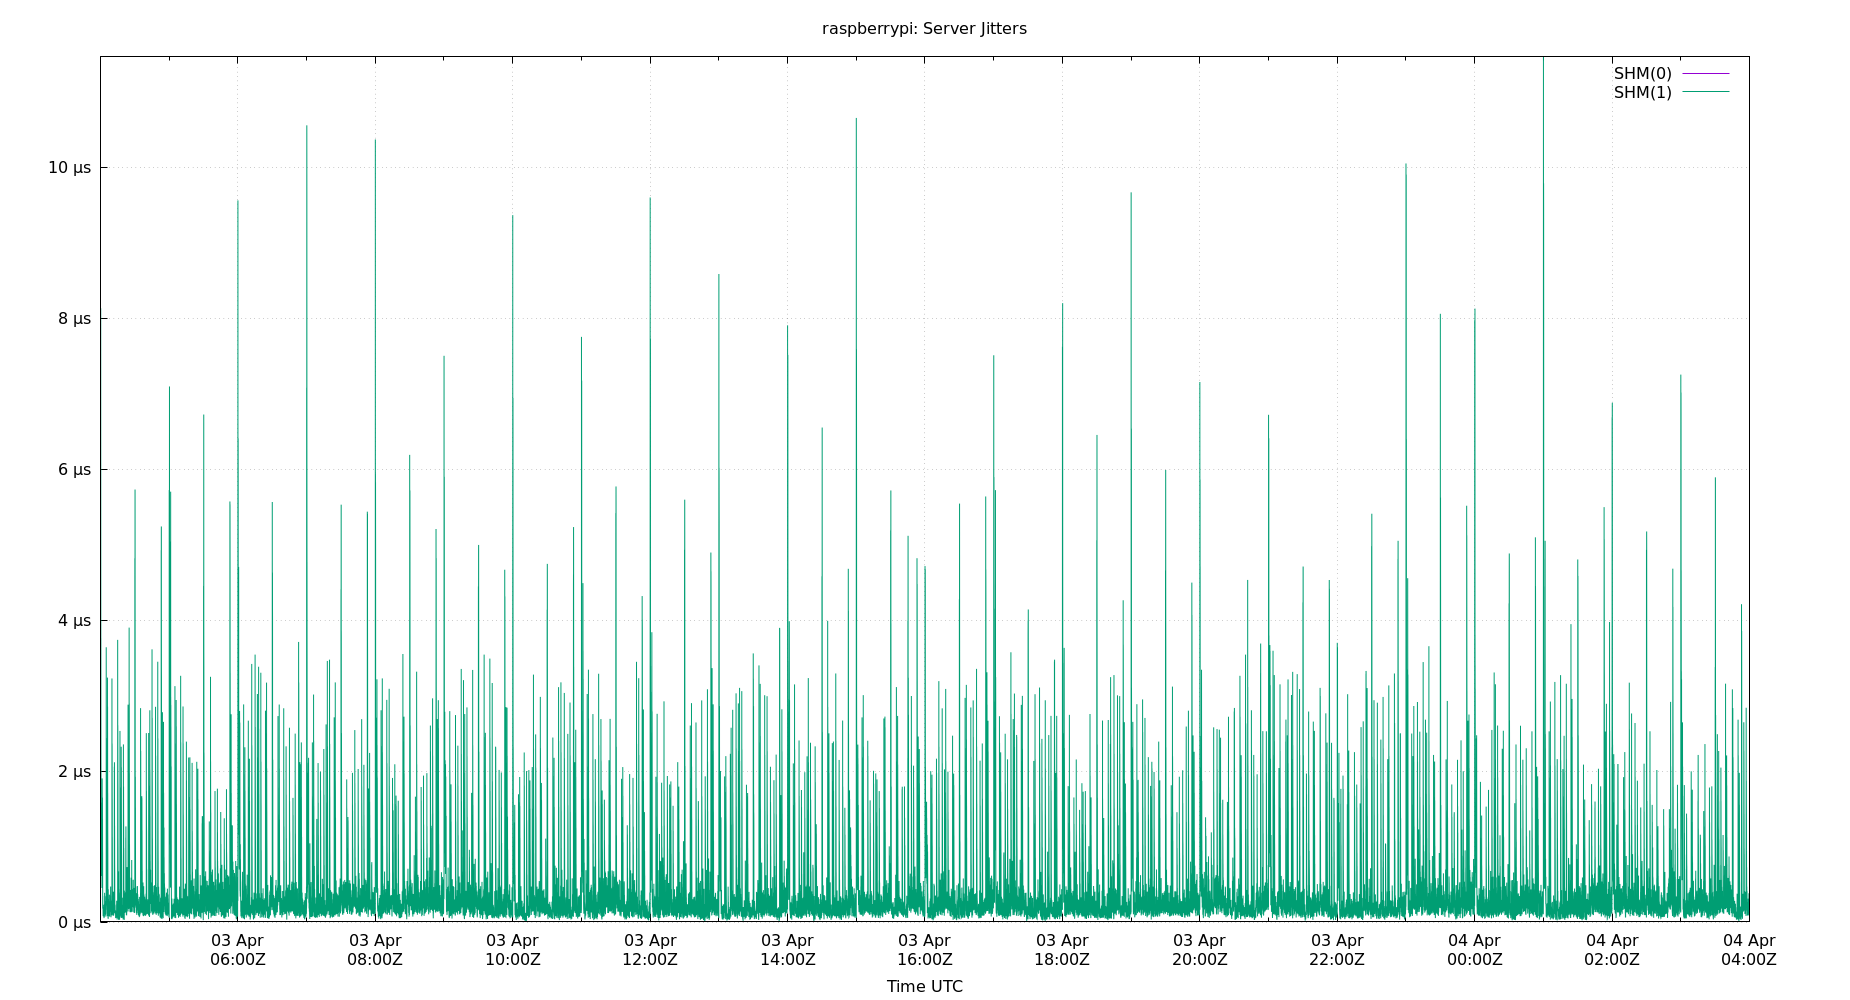 raspberrypi: Server Jitters
SHM(0)
SHM(1)
10 µs
8 µs
6 µs
4 µs
2 µs
0 µs
03 Apr 03 Apr 03 Apr 03 Apr 03 Apr 03 Apr 03 Apr 03 Apr 03 Apr 04 Apr 04 Apr 04 Apr
06:00Z 08:00Z 10:00Z 12:00Z 14:00Z 16:00Z 18:00Z 20:00Z 22:00Z 00:00Z 02:00Z 04:00Z
Time UTC